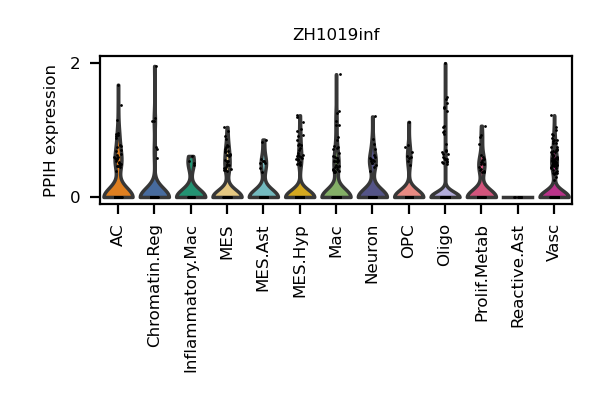 ZH1019inf
PPIH expression
2
0
AC
Chromatin.Reg
Inflammatory.Mac
MES
MES.Ast
MES.Hyp
Mac
Neuron
OPC
Oligo
Prolif.Metab
Reactive.Ast
Vasc